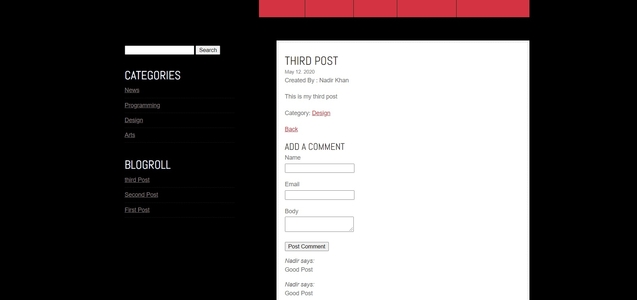 Search
CATEGORIES
News
Programming
Design
Arts
BLOGROLL
third Post
Second Post
First Post
THIRD POST
May 12, 2020
Created By : Nadir Khan
This is my third post
Category: Design
Back
ADD A COMMENT
Name
Email
Body
Post Comment
Nadir says:
Good Post
Nadir says:
Good Post